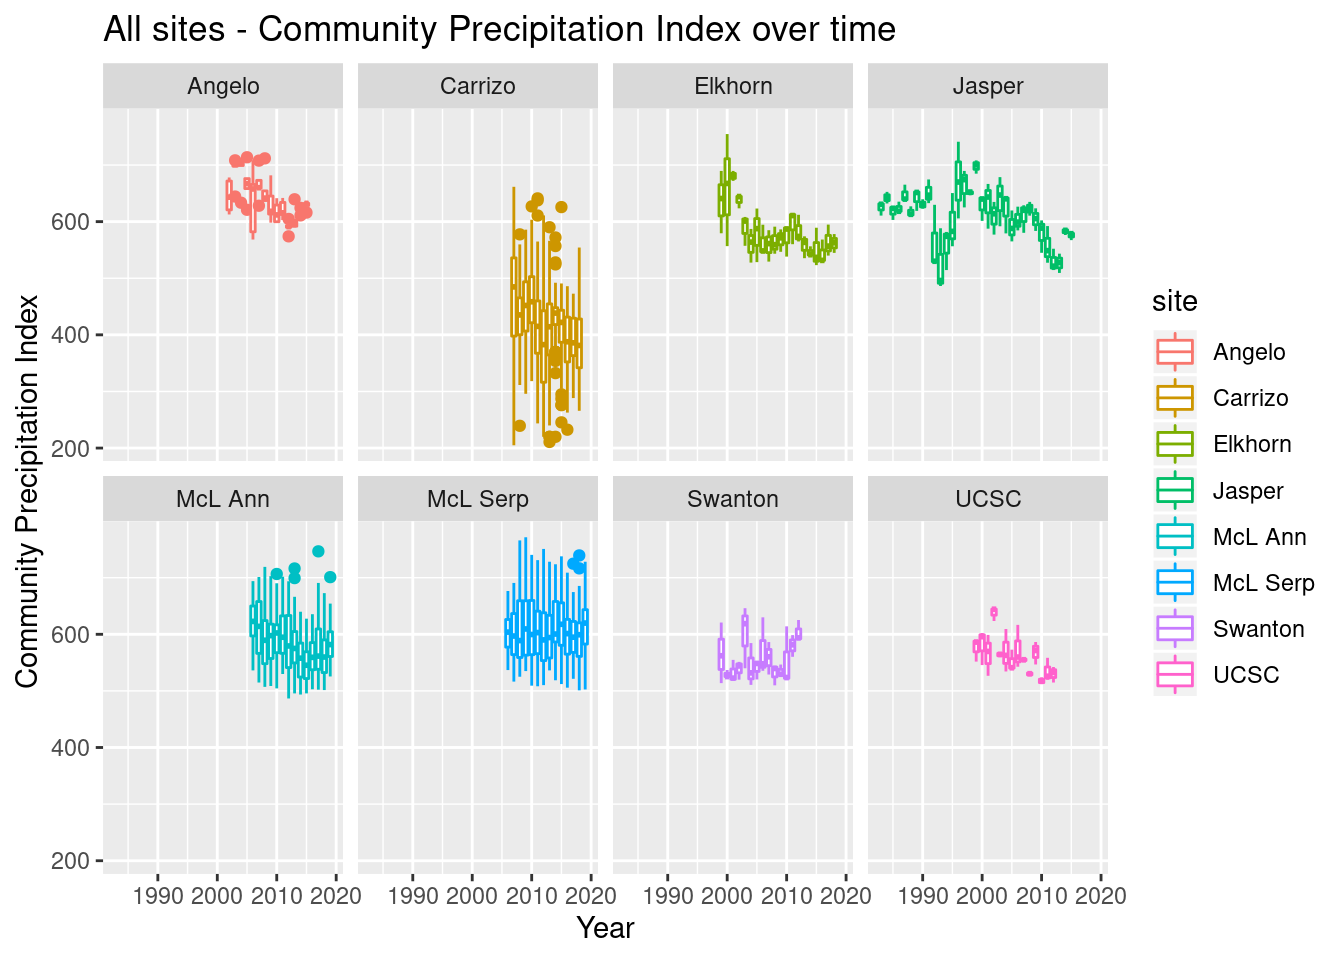 All sites - Community Precipitation Index over time
Angelo Carrizo Elkhorn Jasper
600
400
200
McL Ann McL Serp Swanton UCSC
600
400
200
1990 2000 2010 2020 1990 2000 2010 2020 1990 2000 2010 2020 1990 2000 2010 2020
Year
Community Precipitation Index
site
Angelo
Carrizo
Elkhorn
Jasper
McL Ann
McL Serp
Swanton
UCSC